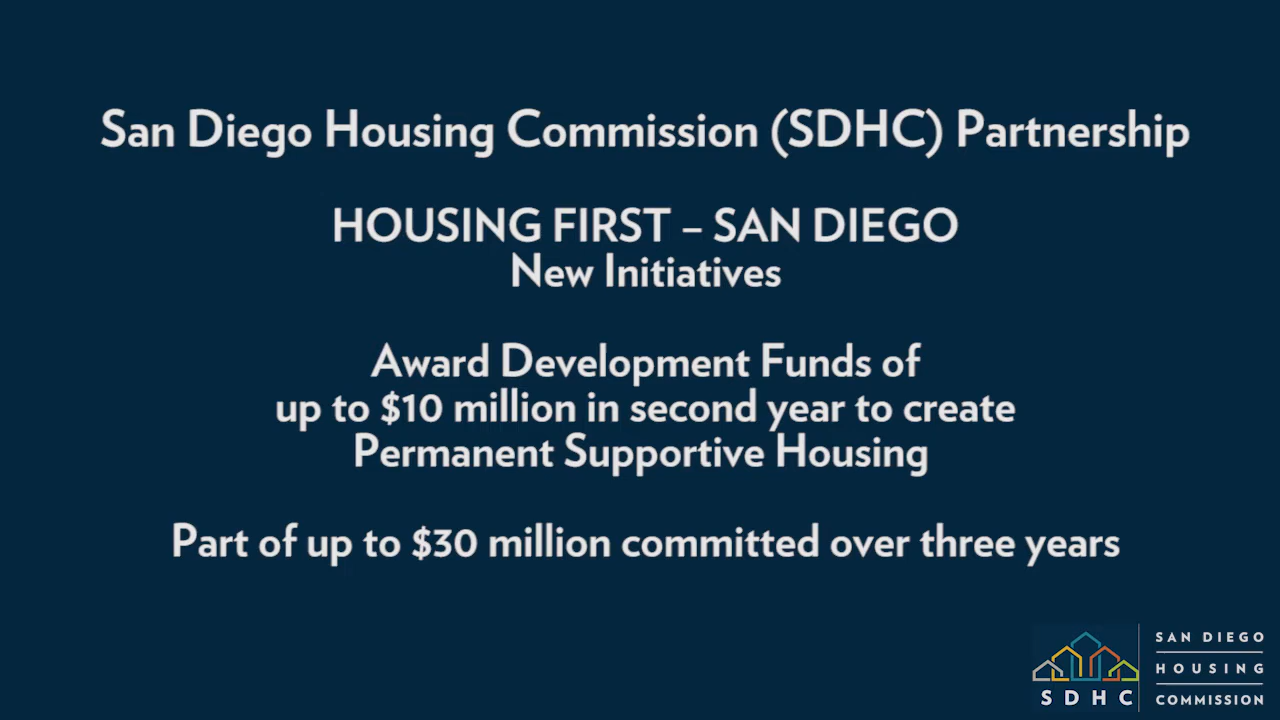 San Diego Housing Commission (SDHC) Partnership
HOUSING FIRST – SAN DIEGO
New Initiatives
Award Development Funds of
up to $10 million in second year to create
Permanent Supportive Housing
Part of up to $30 million committed over three years
SDHC
SAN DIEGO
HOUSING
COMMISSION